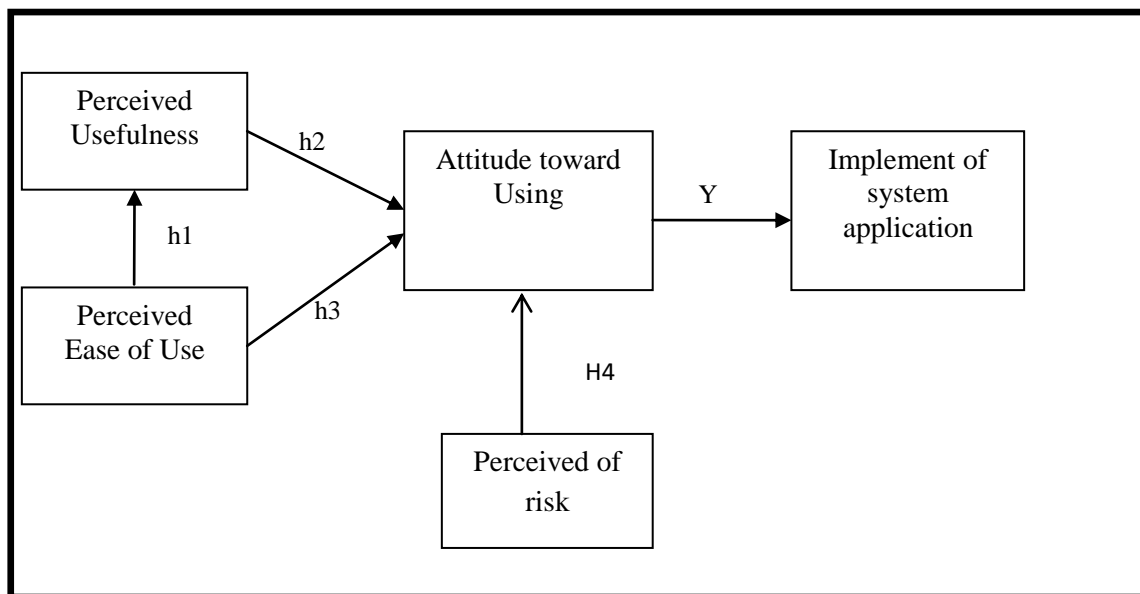 Perceived
Usefulness
h2
Attitude toward
Using
Implement of
system
application
Y
h1
Perceived
Ease of Use
h3
H4
Perceived of
risk